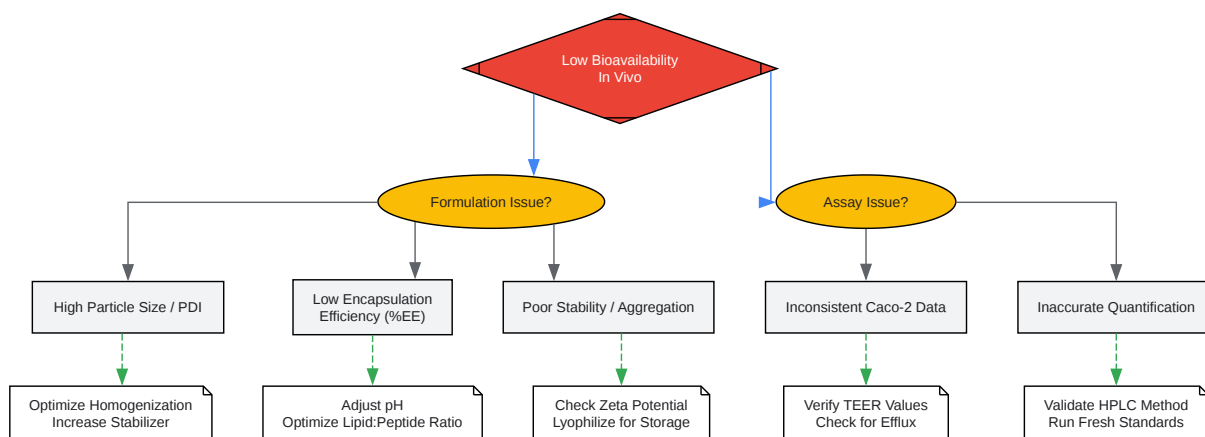 Low Bioavailability
In Vivo
Formulation Issue?
Assay Issue?
High Particle Size / PDI
Low Encapsulation
Efficiency (%EE)
Poor Stability / Aggregation
Inconsistent Caco-2 Data
Inaccurate Quantification
Optimize Homogenization
Increase Stabilizer
Adjust pH
Optimize Lipid:Peptide Ratio
Check Zeta Potential
Lyophilize for Storage
Verify TEER Values
Check for Efflux
Validate HPLC Method
Run Fresh Standards